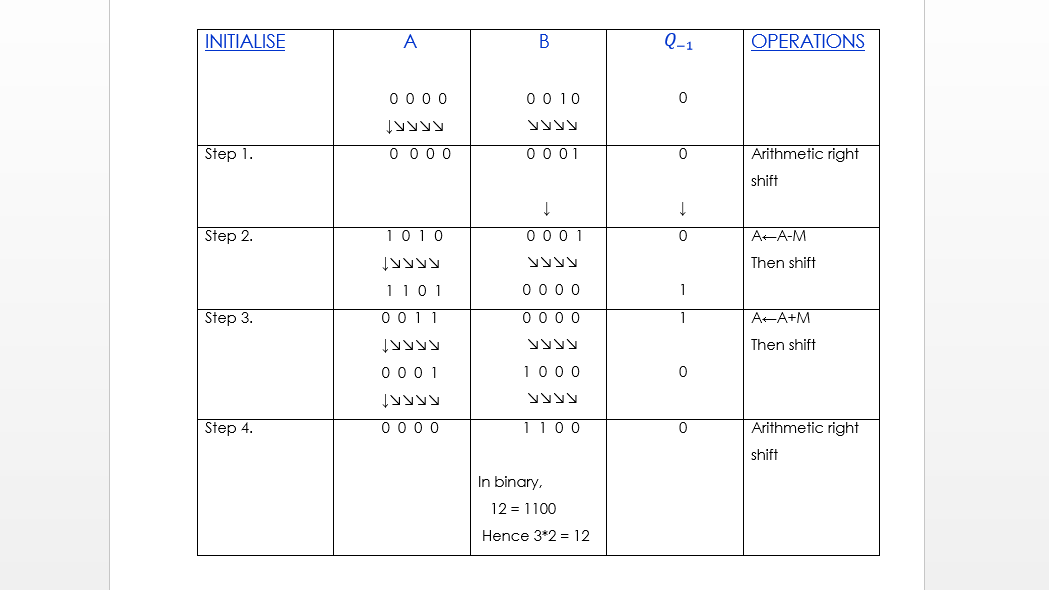 INITIALISE A B Q₋₁ OPERATIONS
0 0 0 0 0 0 1 0 0
↓↘↘↘↘ ↘↘↘↘
Step 1. 0 0 0 0 0 0 0 1 0 Arithmetic right
shift
↓ ↓
Step 2. 1 0 1 0 0 0 0 1 0 A←A-M
↓↘↘↘↘ ↘↘↘↘ Then shift
1 1 0 1 0 0 0 0 1
Step 3. 0 0 1 1 0 0 0 0 1 A←A+M
↓↘↘↘↘ ↘↘↘↘ Then shift
0 0 0 1 1 0 0 0 0
↓↘↘↘↘ ↘↘↘↘
Step 4. 0 0 0 0 1 1 0 0 0 Arithmetic right
shift
In binary,
12 = 1100
Hence 3*2 = 12